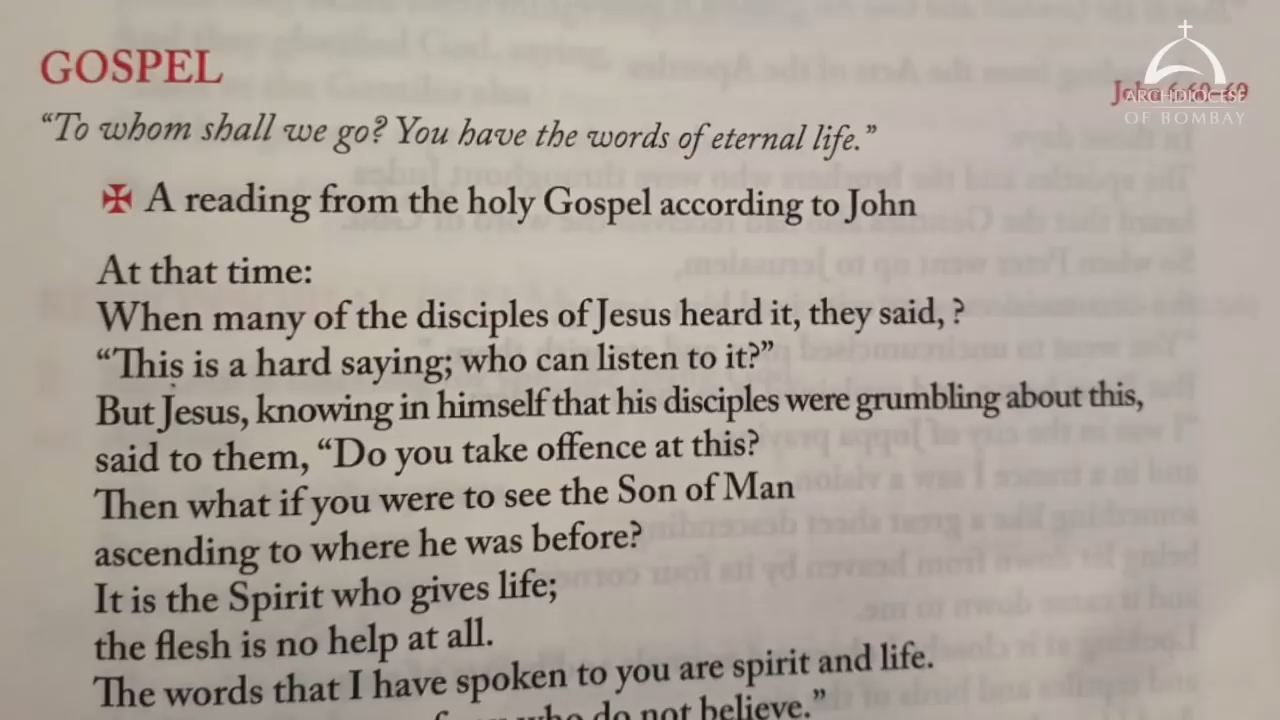 GOSPEL
John 6:60–69
ARCHDIOCESE
OF BOMBAY
“To whom shall we go? You have the words of eternal life.”
✠ A reading from the holy Gospel according to John
At that time:
When many of the disciples of Jesus heard it, they said, ?
“This is a hard saying; who can listen to it?”
But Jesus, knowing in himself that his disciples were grumbling about this,
said to them, “Do you take offence at this?
Then what if you were to see the Son of Man
ascending to where he was before?
It is the Spirit who gives life;
the flesh is no help at all.
The words that I have spoken to you are spirit and life.
who do not believe.”